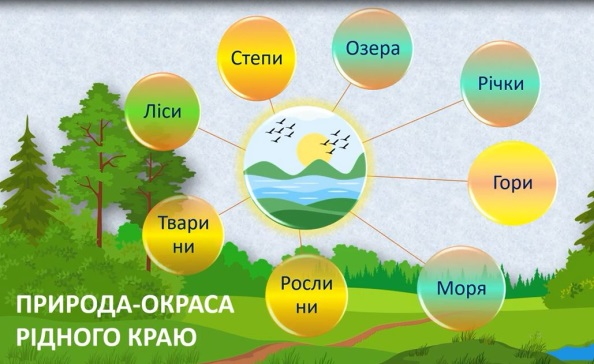 Степи
Озера
Річки
Ліси
Гори
Твари
ни
Росли
ни
Моря
ПРИРОДА-ОКРАСА
РІДНОГО КРАЮ